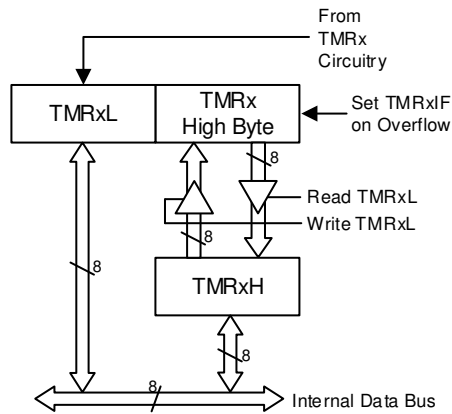 From
TMRx
Circuitry
TMRxL
TMRx
High Byte
Set TMRxIF
on Overflow
8
Read TMRxL
Write TMRxL
8
8
TMRxH
8
8
Internal Data Bus